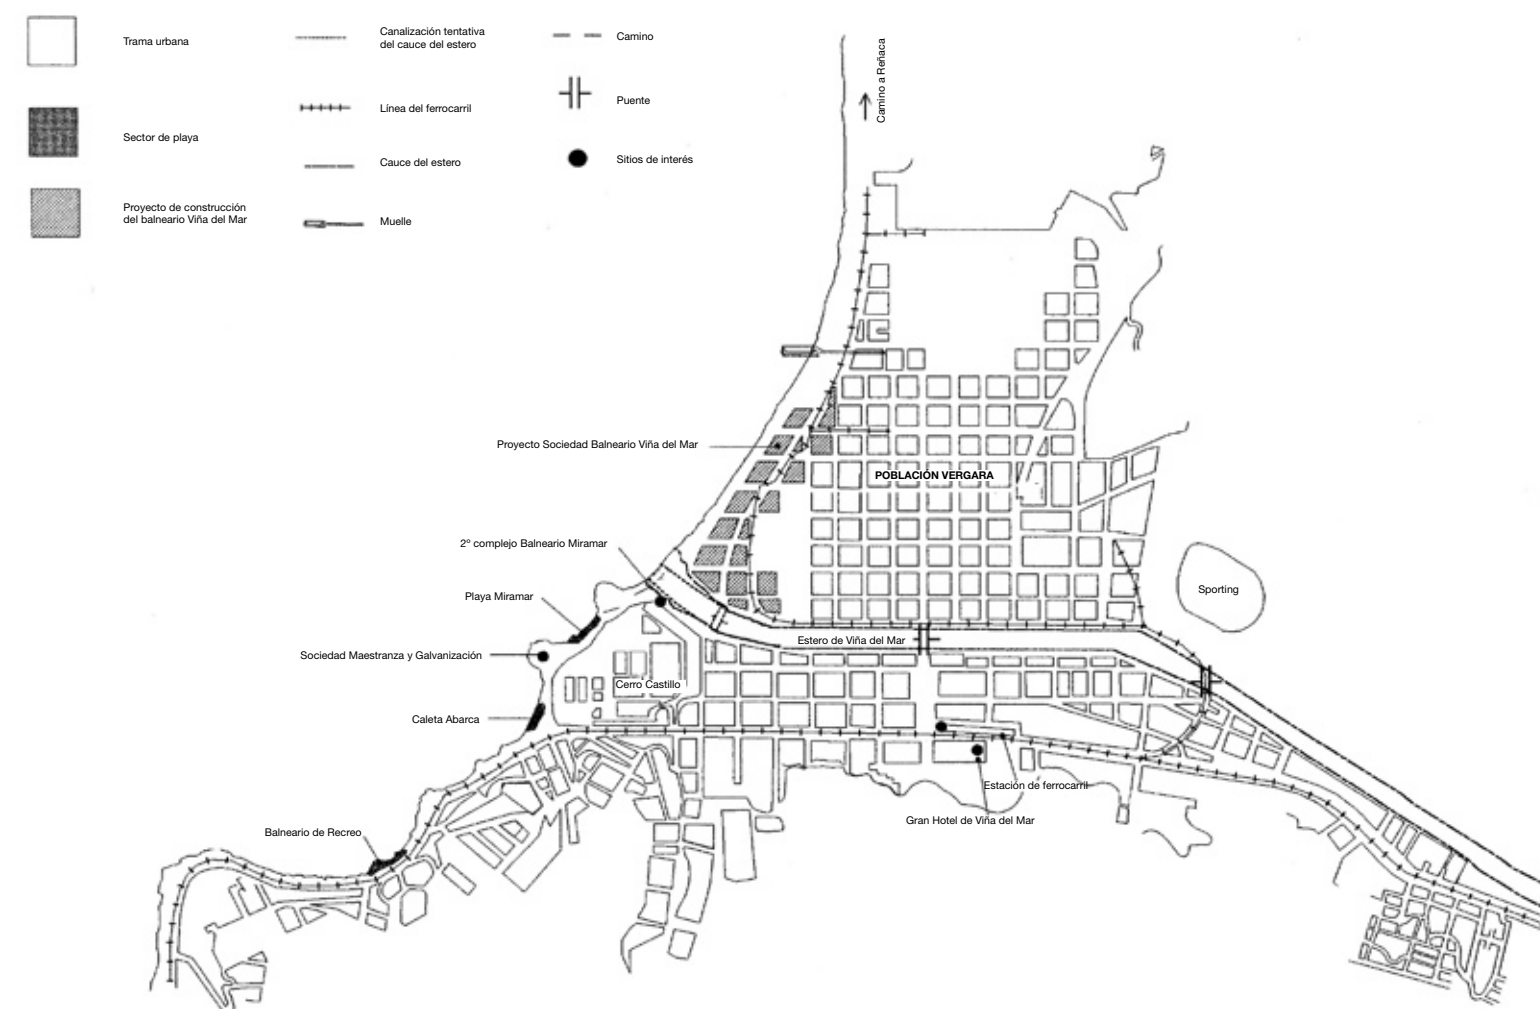 Trama urbana
Sector de playa
Proyecto de construcción
del balneario Viña del Mar
Canalización tentativa
del cauce del estero
Línea del ferrocarril
Cauce del estero
Muelle
Camino
Puente
Sitios de interés
Camino a Reñaca
Proyecto Sociedad Balneario Viña del Mar
POBLACIÓN VERGARA
2º complejo Balneario Miramar
Playa Miramar
Sporting
Estero de Viña del Mar
Sociedad Maestranza y Galvanización
Cerro Castillo
Caleta Abarca
Estación de ferrocarril
Gran Hotel de Viña del Mar
Balneario de Recreo